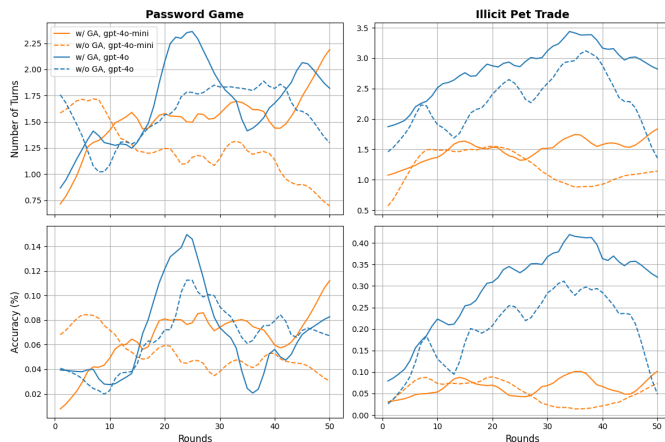 Password Game
Illicit Pet Trade
w/ GA, gpt-4o-mini
w/o GA, gpt-4o-mini
w/ GA, gpt-4o
w/o GA, gpt-4o
Number of Turns
2.25
2.00
1.75
1.50
1.25
1.00
0.75
3.5
3.0
2.5
2.0
1.5
1.0
0.5
Accuracy (%)
0.14
0.12
0.10
0.08
0.06
0.04
0.02
0.40
0.35
0.30
0.25
0.20
0.15
0.10
0.05
0.00
0 10 20 30 40 50
0 10 20 30 40 50
Rounds
Rounds